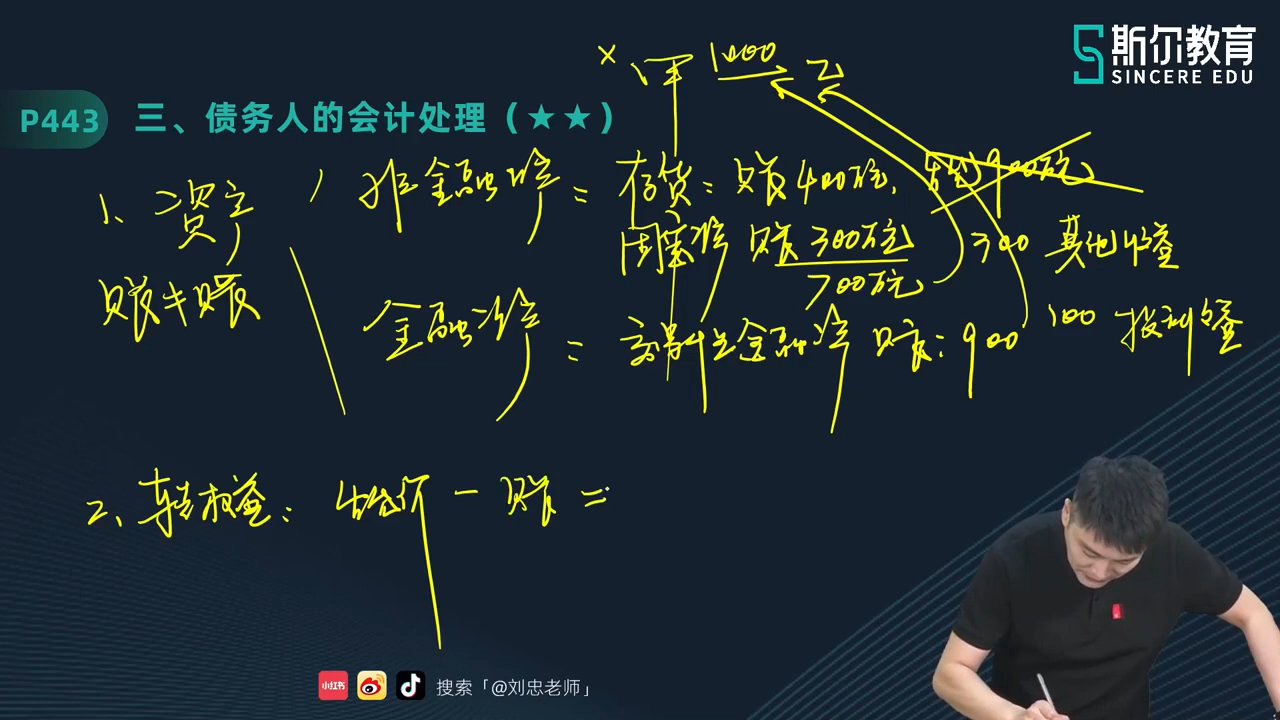 斯尔教育
SINCERE EDU
P443
三、债务人的会计处理（★★）
× 甲 1000 乙
1、资产
账±账
非金融资产 = 存货：账400万元，
固定资产 账300万元
700万元
300 其他收益
金融资产 = 交易性金融资产 账：900
100 投资收益
2、转权益：公允价 - 账 =
小红书
搜索「@刘忠老师」